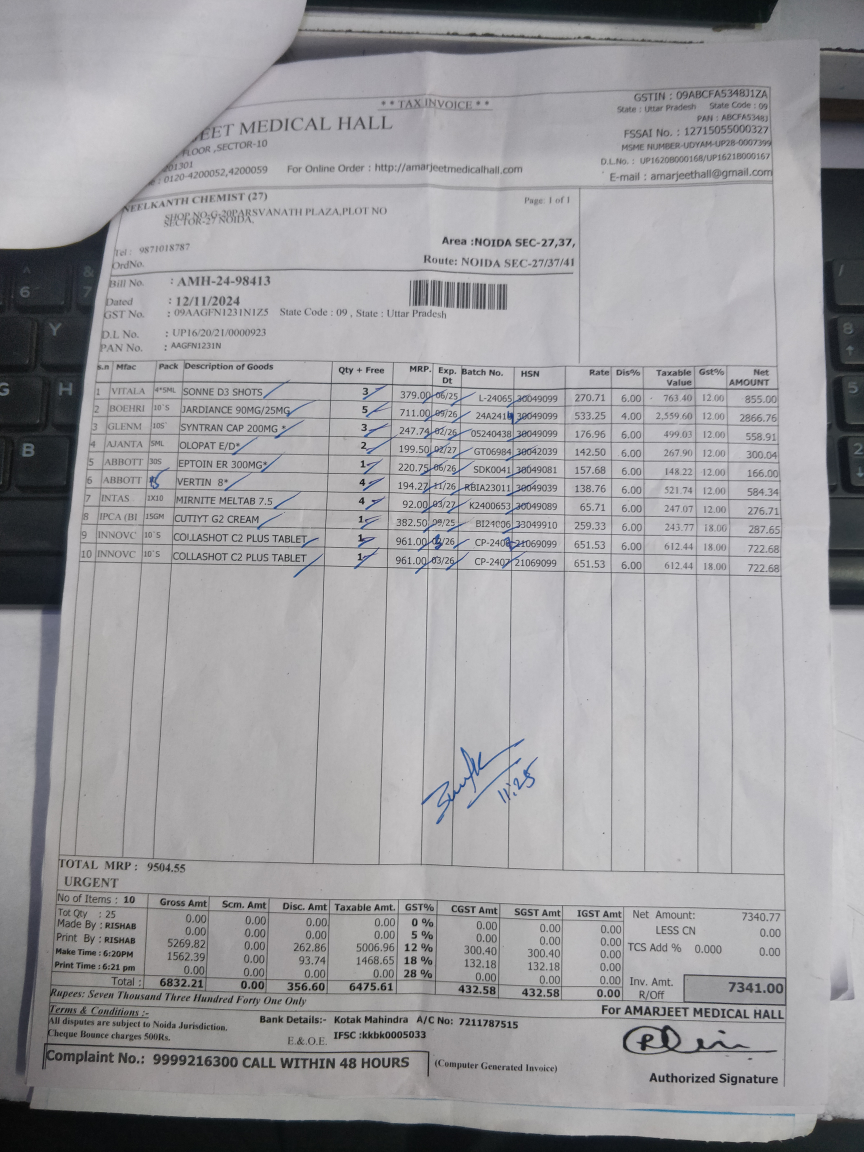 * * TAX INVOICE * *
GSTIN : 09ABCFA5348J1ZA
State : Uttar Pradesh State Code : 09
PAN : ABCFA5348J
FSSAI No. : 12715055000327
MSME NUMBER-UDYAM-UP28-0007399
D.L.No. : UP1620B000168/UP1621B000167
E-mail : amarjeethall@gmail.com
EET MEDICAL HALL
FLOOR ,SECTOR-10
01301
: 0120-4200052,4200059 For Online Order : http://amarjeetmedicalhall.com
NEELKANTH CHEMIST (27) Page: 1 of 1
SHOP NO-G-20PARSVANATH PLAZA,PLOT NO
SECTOR-27 NOIDA,
Tel : 9871018787
Area :NOIDA SEC-27,37,
OrdNo. Route: NOIDA SEC-27/37/41
Bill No. : AMH-24-98413
Dated : 12/11/2024
GST No. : 09AAGFN1231N1Z5 State Code : 09 , State : Uttar Pradesh
D.L No. : UP16/20/21/0000923
PAN No. : AAGFN1231N
s.n Mfac Pack Description of Goods Qty + Free MRP. Exp. Dt Batch No. HSN Rate Dis% Taxable Value Gst% Net AMOUNT
1 VITALA 4*5ML SONNE D3 SHOTS 3 379.00 06/25 L-24065 30049099 270.71 6.00 763.40 12.00 855.00
2 BOEHRI 10`S JARDIANCE 90MG/25MG 5 711.00 09/26 24A241 30049099 533.25 4.00 2,559.60 12.00 2866.76
3 GLENM 10S` SYNTRAN CAP 200MG * 3 247.74 02/26 05240438 30049099 176.96 6.00 499.03 12.00 558.91
4 AJANTA 5ML OLOPAT E/D* 2 199.50 02/27 GT06984 30042039 142.50 6.00 267.90 12.00 300.04
5 ABBOTT 30S EPTOIN ER 300MG* 1 220.75 06/26 SDK0041 30049081 157.68 6.00 148.22 12.00 166.00
6 ABBOTT VERTIN 8* 4 194.27 11/26 RBIA23011 30049039 138.76 6.00 521.74 12.00 584.34
7 INTAS 1X10 MIRNITE MELTAB 7.5 4 92.00 03/27 K2400653 30049089 65.71 6.00 247.07 12.00 276.71
8 IPCA (BI 15GM CUTIYT G2 CREAM 1 382.50 09/25 BI24006 33049910 259.33 6.00 243.77 18.00 287.65
9 INNOVC 10`S COLLASHOT C2 PLUS TABLET 1 961.00 3/26 CP-240 21069099 651.53 6.00 612.44 18.00 722.68
10 INNOVC 10`S COLLASHOT C2 PLUS TABLET 1 961.00 03/26 CP-2407 21069099 651.53 6.00 612.44 18.00 722.68
11:25
TOTAL MRP : 9504.55
URGENT
No of Items : 10 Gross Amt Scm. Amt Disc. Amt Taxable Amt. GST% CGST Amt SGST Amt IGST Amt Net Amount: 7340.77
Tot Qty : 25 0.00 0.00 0.00 0.00 0 % 0.00 0.00 0.00 LESS CN 0.00
Made By : RISHAB 0.00 0.00 0.00 0.00 5 % 0.00 0.00 0.00
Print By : RISHAB 5269.82 0.00 262.86 5006.96 12 % 300.40 300.40 0.00 TCS Add % 0.000 0.00
Make Time : 6:20PM 1562.39 0.00 93.74 1468.65 18 % 132.18 132.18 0.00
Print Time : 6:21 pm 0.00 0.00 0.00 0.00 28 % 0.00 0.00 0.00
Total : 6832.21 0.00 356.60 6475.61 432.58 432.58 0.00 Inv. Amt. R/Off 7341.00
Rupees: Seven Thousand Three Hundred Forty One Only
For AMARJEET MEDICAL HALL
Terms & Conditions :-
All disputes are subject to Noida Jurisdiction.
Cheque Bounce charges 500Rs.
Bank Details:- Kotak Mahindra A/C No: 7211787515
E.& O.E. IFSC :kkbk0005033
Complaint No.: 9999216300 CALL WITHIN 48 HOURS
(Computer Generated Invoice)
Authorized Signature